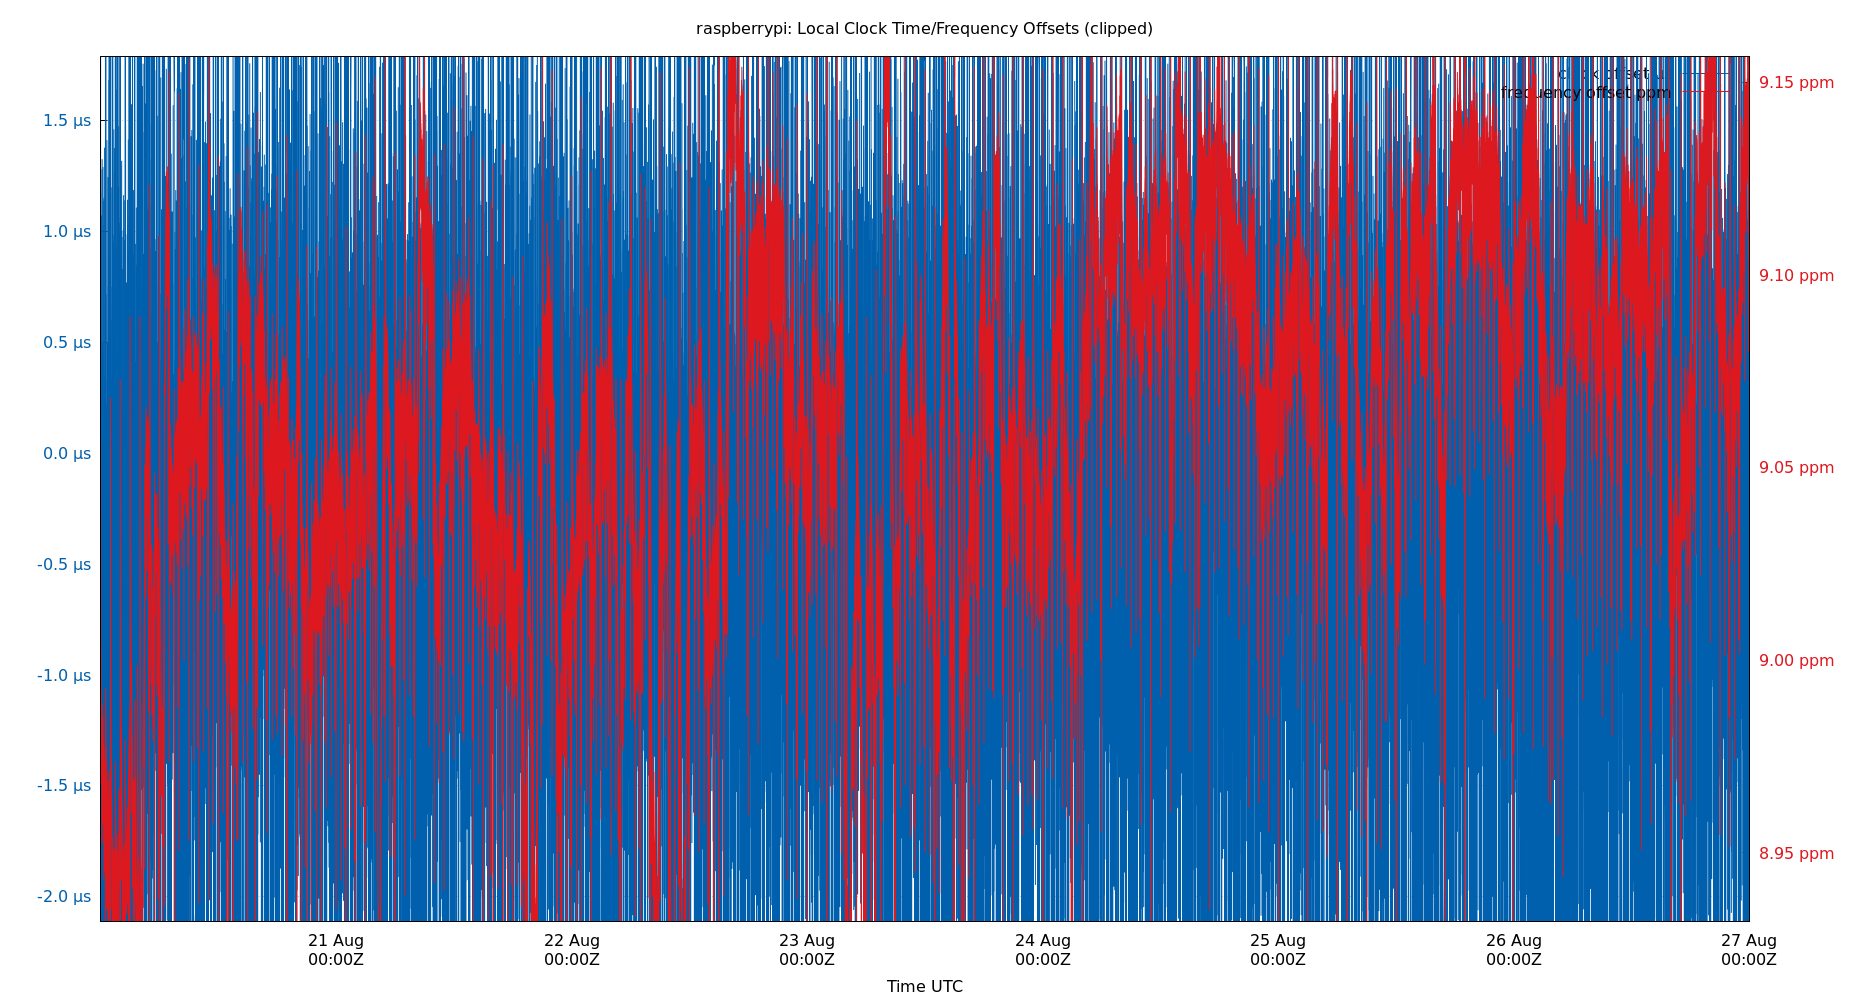 raspberrypi: Local Clock Time/Frequency Offsets (clipped)
frequency offset ppm
1.5 µs
1.0 µs
0.5 µs
0.0 µs
-0.5 µs
-1.0 µs
-1.5 µs
-2.0 µs
9.15 ppm
9.10 ppm
9.05 ppm
9.00 ppm
8.95 ppm
21 Aug
00:00Z
22 Aug
00:00Z
23 Aug
00:00Z
24 Aug
00:00Z
25 Aug
00:00Z
26 Aug
00:00Z
27 Aug
00:00Z
Time UTC